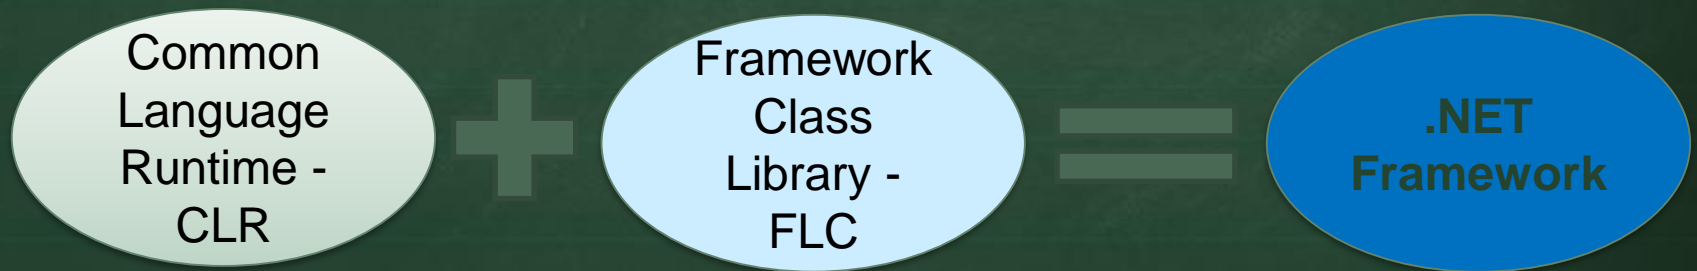 Common
Language
Runtime -
CLR
Framework
Class
Library -
FLC
.NET
Framework